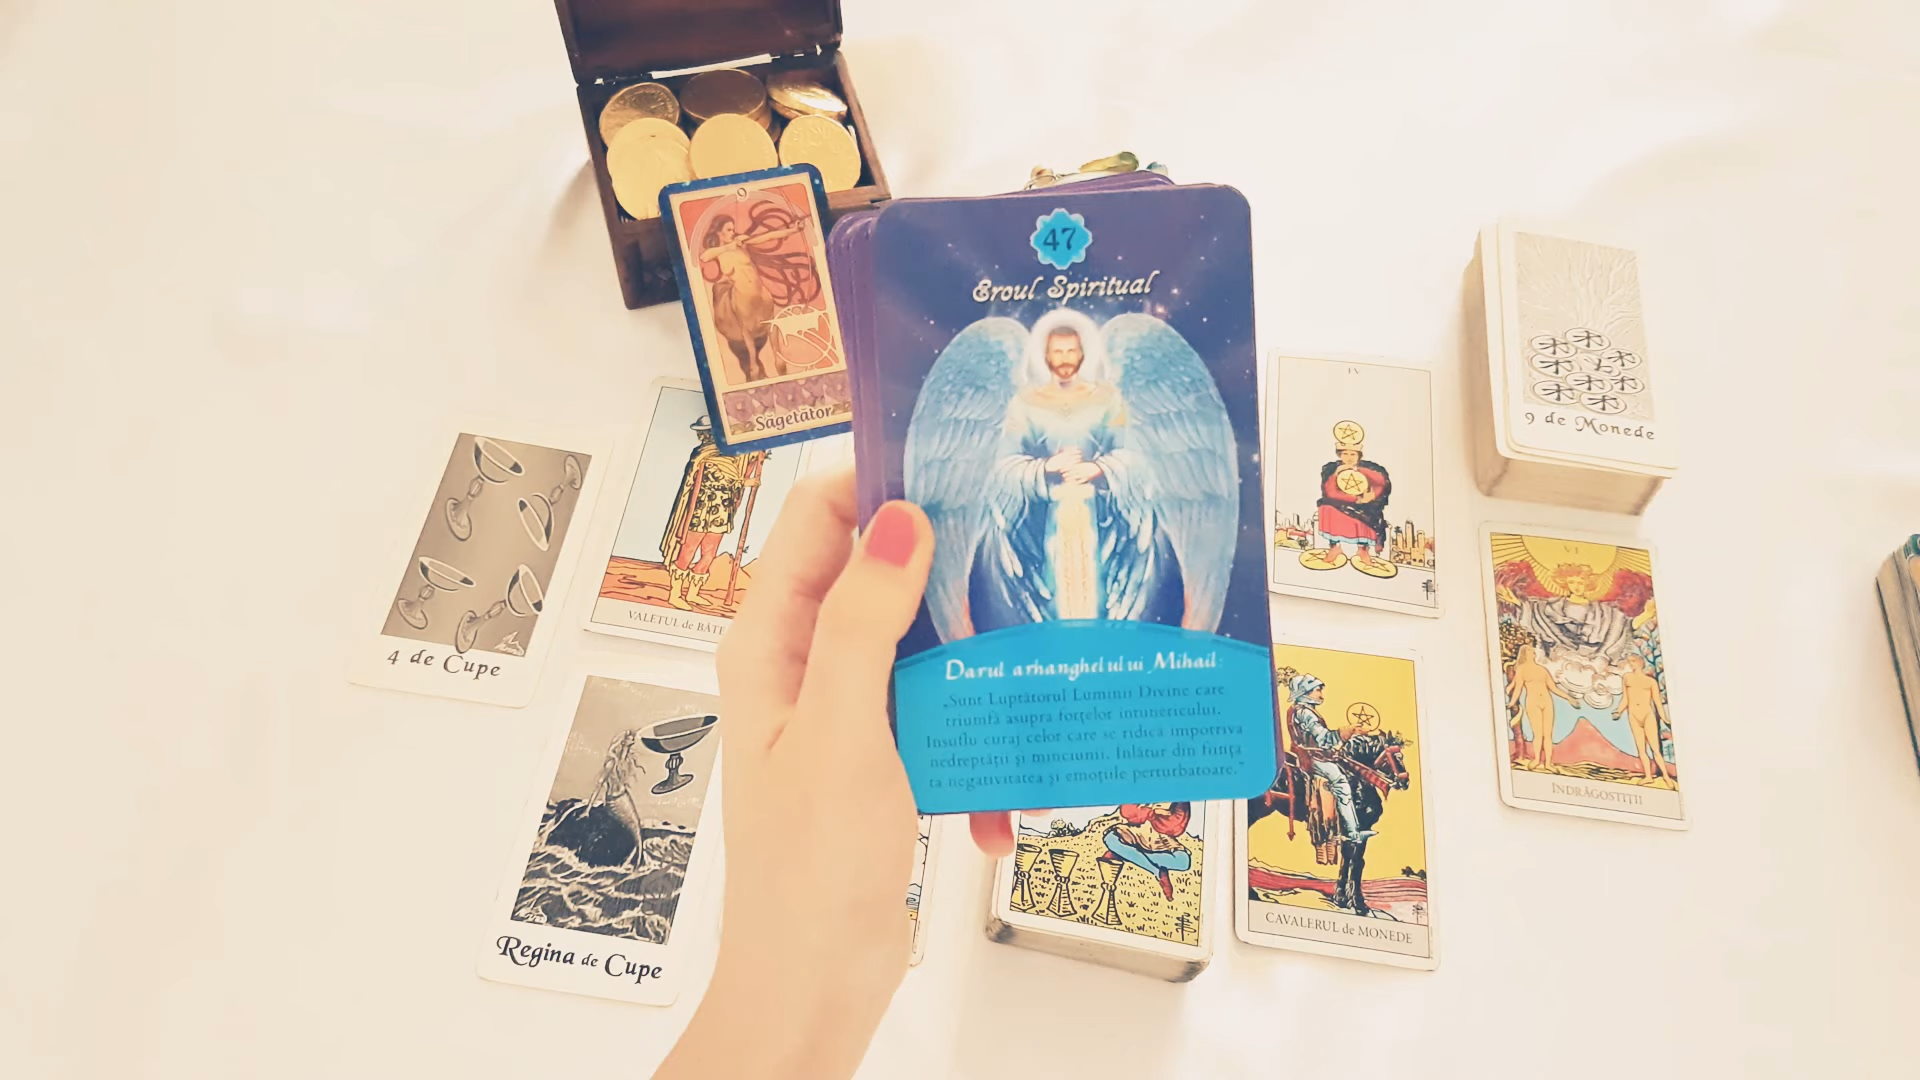 9
Săgetător
47
Eroul Spiritual
Darul arhanghelului Mihail:
„Sunt Luptătorul Luminii Divine care
triumfă asupra forțelor întunericului.
Insuflu curaj celor care se ridică împotriva
nedreptății și minciunii. Înlătur din ființa
ta negativitatea și emoțiile perturbatoare."
IV
9 de Monede
VALETUL de BÂTE
4 de Cupe
VI
ÎNDRĂGOSTIȚII
Regina de Cupe
CAVALERUL de MONEDE